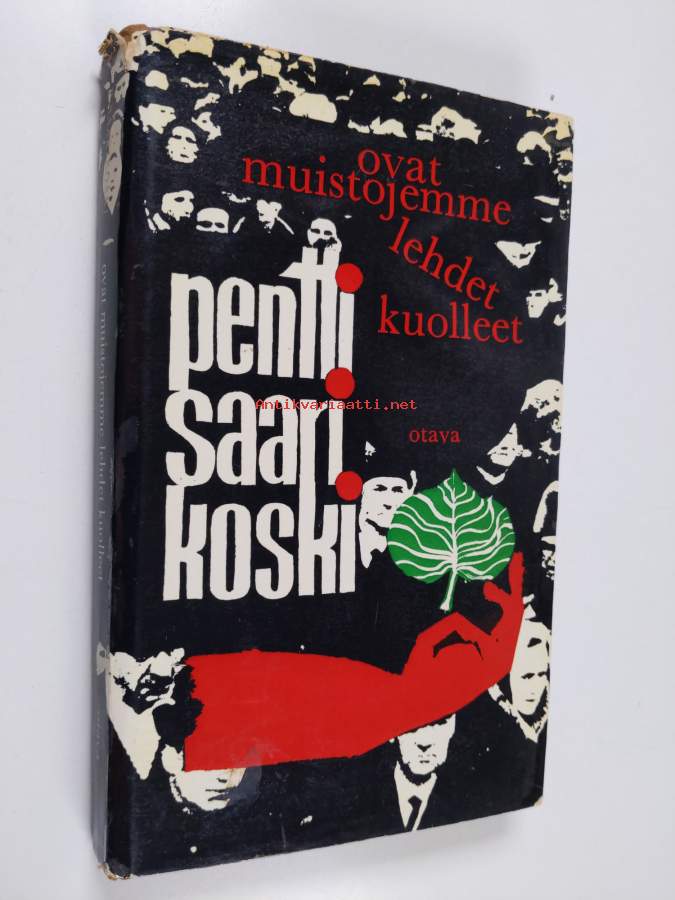 ovat
muistojemme
lehdet
kuolleet
pentti
saari
koski
Antikvariaatti.net
otava
ovat muistojemme lehdet kuolleet